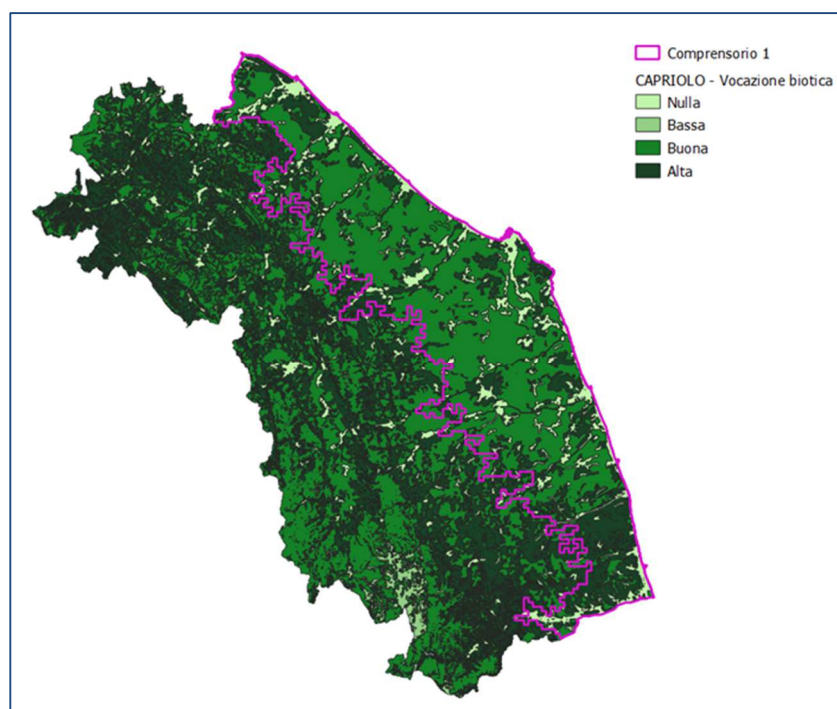 Comprensorio 1
CAPRIOLO - Vocazione biotica
Nulla
Bassa
Buona
Alta